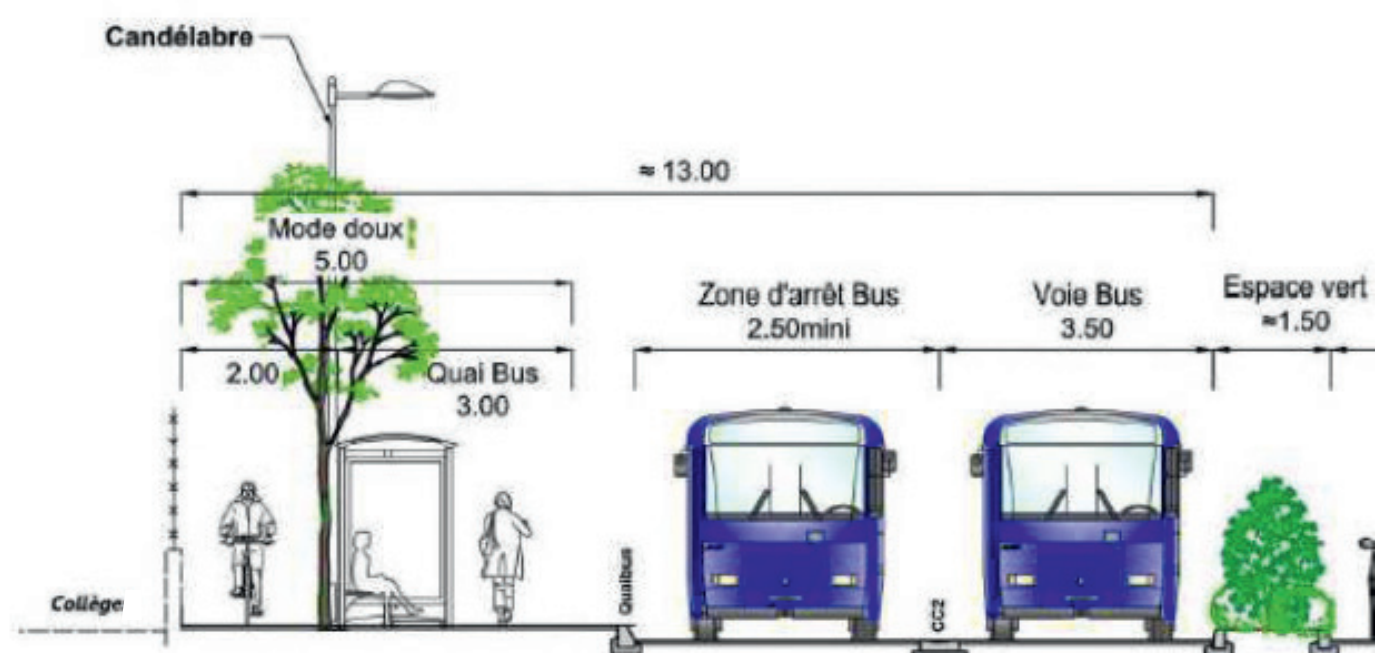 Candélabre
≈ 13.00
Mode doux
5.00
Zone d'arrêt Bus
2.50mini
Voie Bus
3.50
Espace vert
≈1.50
2.00
Quai Bus
3.00
Collège
Quaibus
CC2